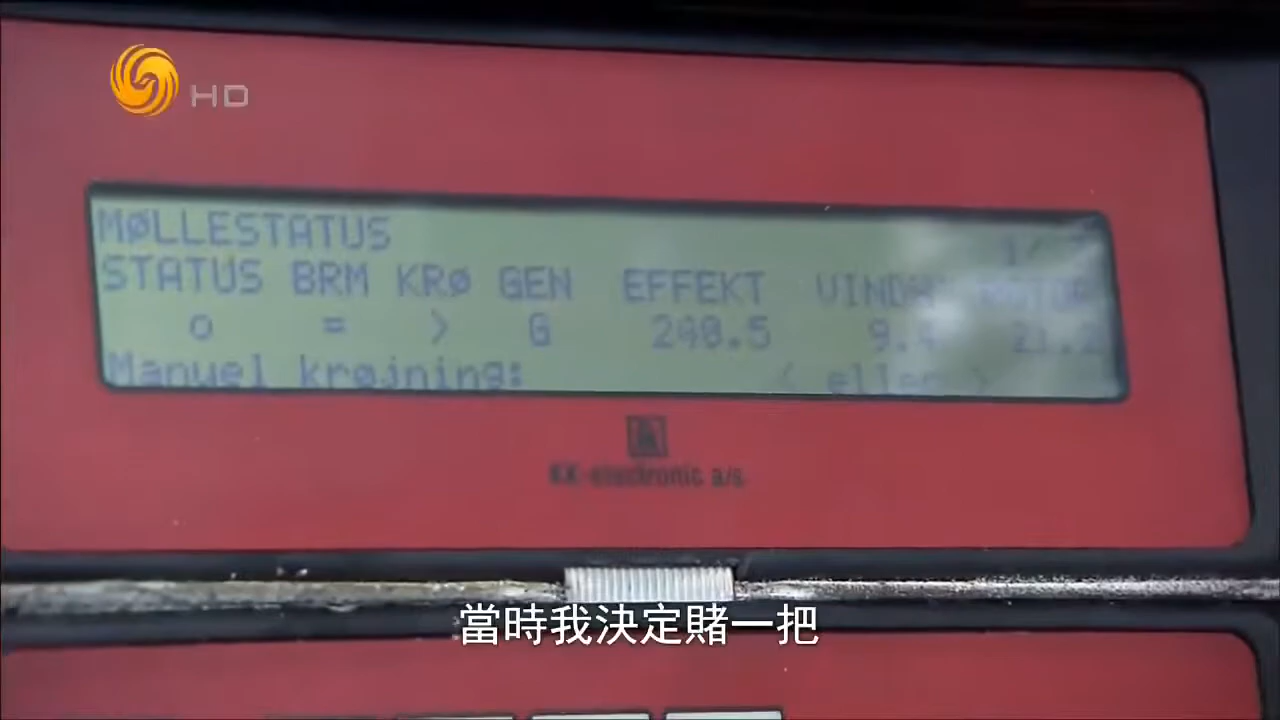 HD
MØLLESTATUS
STATUS BRM KRØ GEN EFFEKT
o = > G 240.5
Manuel krøjning: < eller >
KK-electronic a/s
當時我決定賭一把